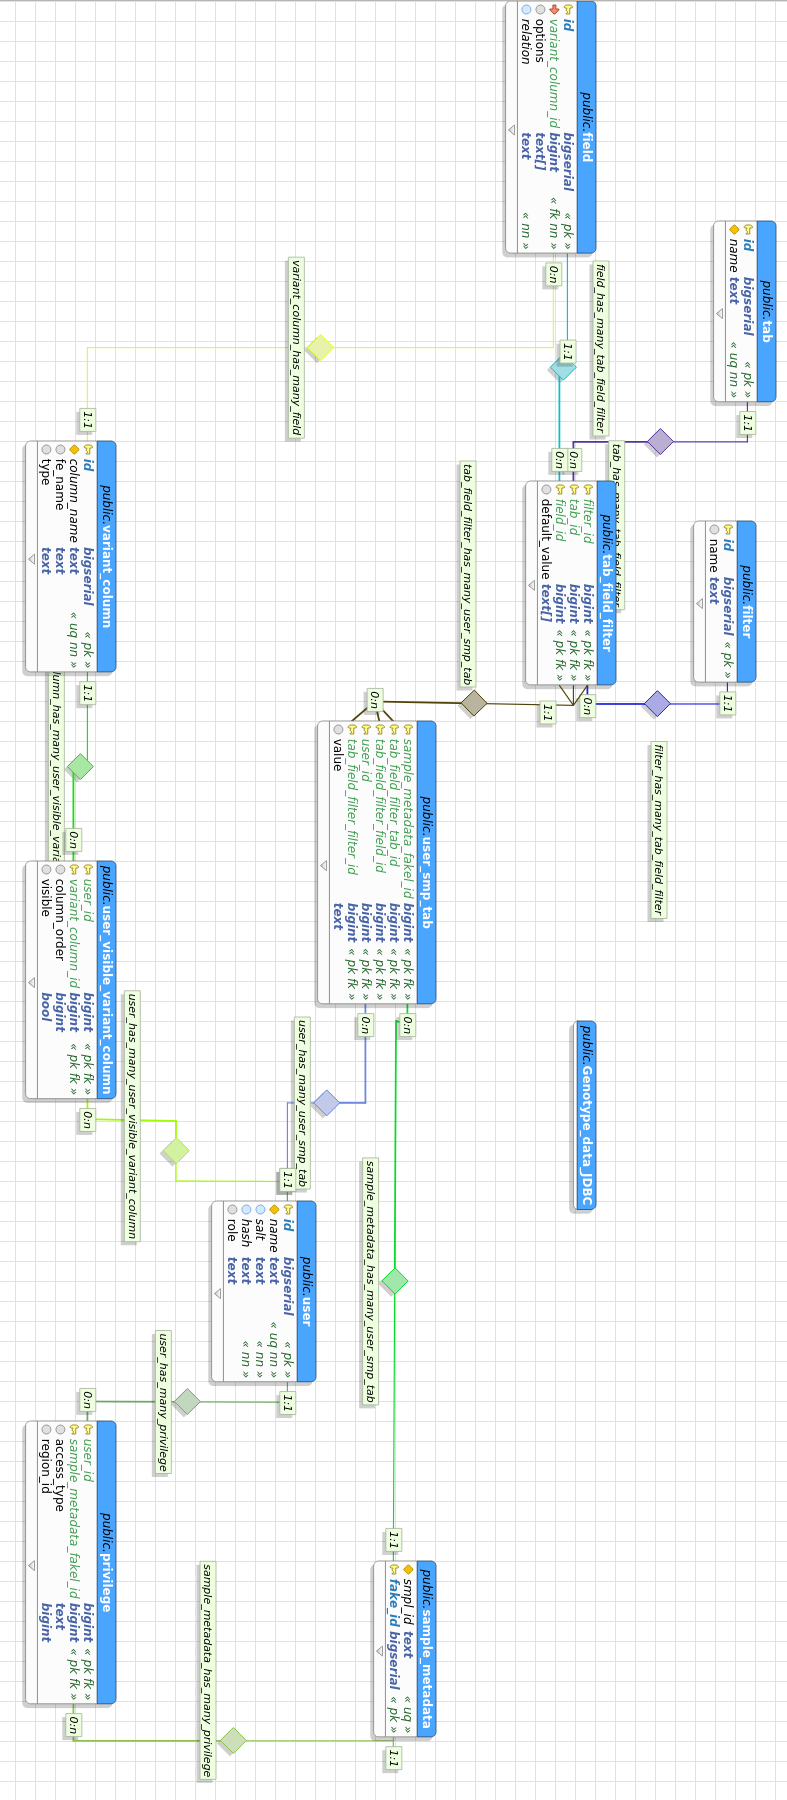 public.tab
id bigserial « pk »
name text « uq nn »
1:1
public.filter
id bigserial « pk »
name text
1:1
filter_has_many_tab_field_filter
tab_has_many_tab_field_filter
field_has_many_tab_field_filter
public.field
id bigserial « pk »
variant_column_id bigint « fk nn »
options text[]
relation text « nn »
0:n
1:1
0:n
0:n
public.tab_field_filter
filter_id bigint « pk fk »
tab_id bigint « pk fk »
field_id bigint « pk fk »
default_value text[]
0:n
1:1
public.Genotype_data_JDBC
tab_field_filter_has_many_user_smp_tab
0:n
public.user_smp_tab
sample_metadata_fakeI_id bigint « pk fk »
tab_field_filter_tab_id bigint « pk fk »
tab_field_filter_field_id bigint « pk fk »
user_id bigint « pk fk »
tab_field_filter_filter_id bigint « pk fk »
value text
0:n
0:n
sample_metadata_has_many_user_smp_tab
1:1
public.sample_metadata
smpl_id text « uq »
fake_id bigserial « pk »
1:1
variant_column_has_many_field
user_has_many_user_smp_tab
1:1
public.user
id bigserial « pk »
name text « uq nn »
salt text « nn »
hash text « nn »
role text
1:1
sample_metadata_has_many_privilege
user_has_many_privilege
user_has_many_user_visible_variant_column
1:1
public.variant_column
id bigserial « pk »
column_name text « uq nn »
fe_name text
type text
1:1
lumn_has_many_user_visible_varia
0:n
public.user_visible_variant_column
user_id bigint « pk fk »
variant_column_id bigint « pk fk »
column_order bigint
visible bool
0:n
0:n
public.privilege
user_id bigint « pk fk »
sample_metadata_fakeI_id bigint « pk fk »
access_type text
region_id bigint
0:n